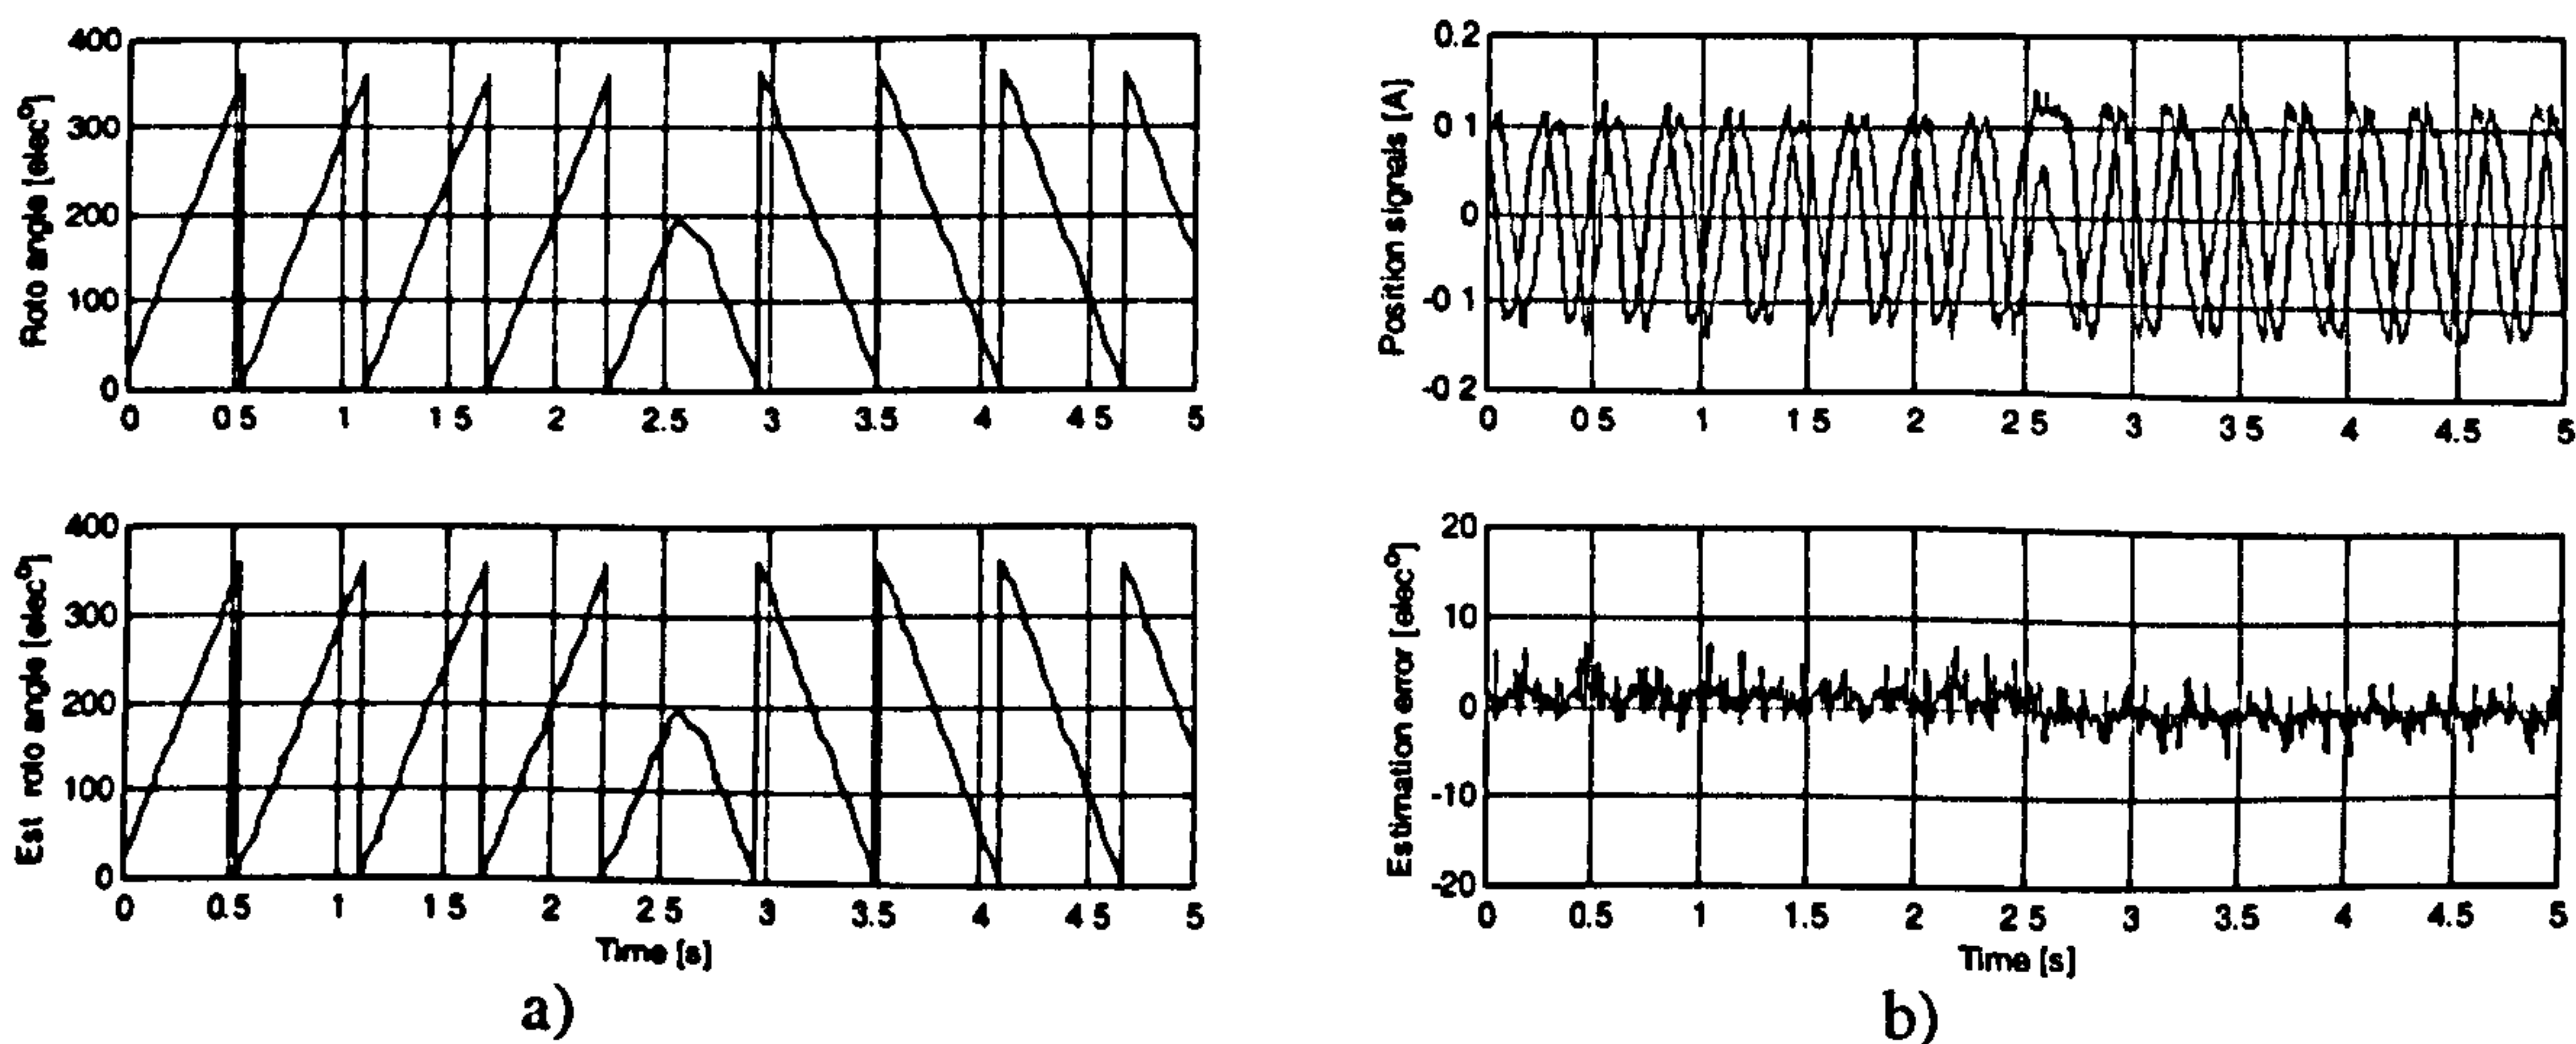 Roto angle [elec°]
400
300
200
100
0
0 0 5 1 1 5 2 2.5 3 3.5 4 4 5 5
Est roto angle [elec°]
400
300
200
100
0
0 0.5 1 1 5 2 2 5 3 3.5 4 4 5 5
Time [s]
a)
Position signals [A]
0.2
0 1
0
-0 1
-0 2
0 0 5 1 1 5 2 2 5 3 3 5 4 4.5 5
Estimation error [elec°]
20
10
0
-10
-20
0 0.5 1 1.5 2 2 5 3 3.5 4 4.5 5
Time [s]
b)